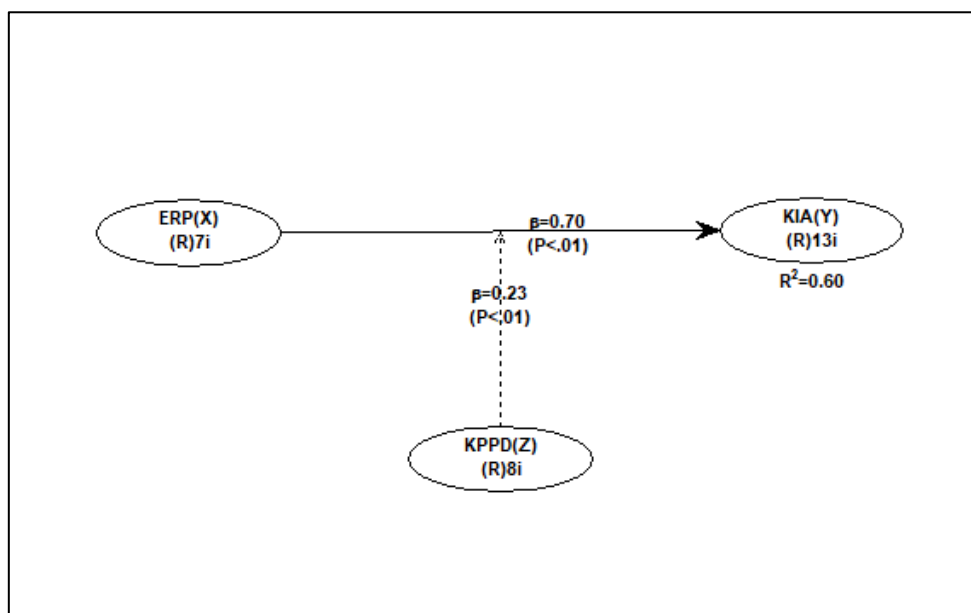 ERP(X)
(R)7i
β=0.70
(P<.01)
KIA(Y)
(R)13i
R²=0.60
β=0.23
(P<.01)
KPPD(Z)
(R)8i